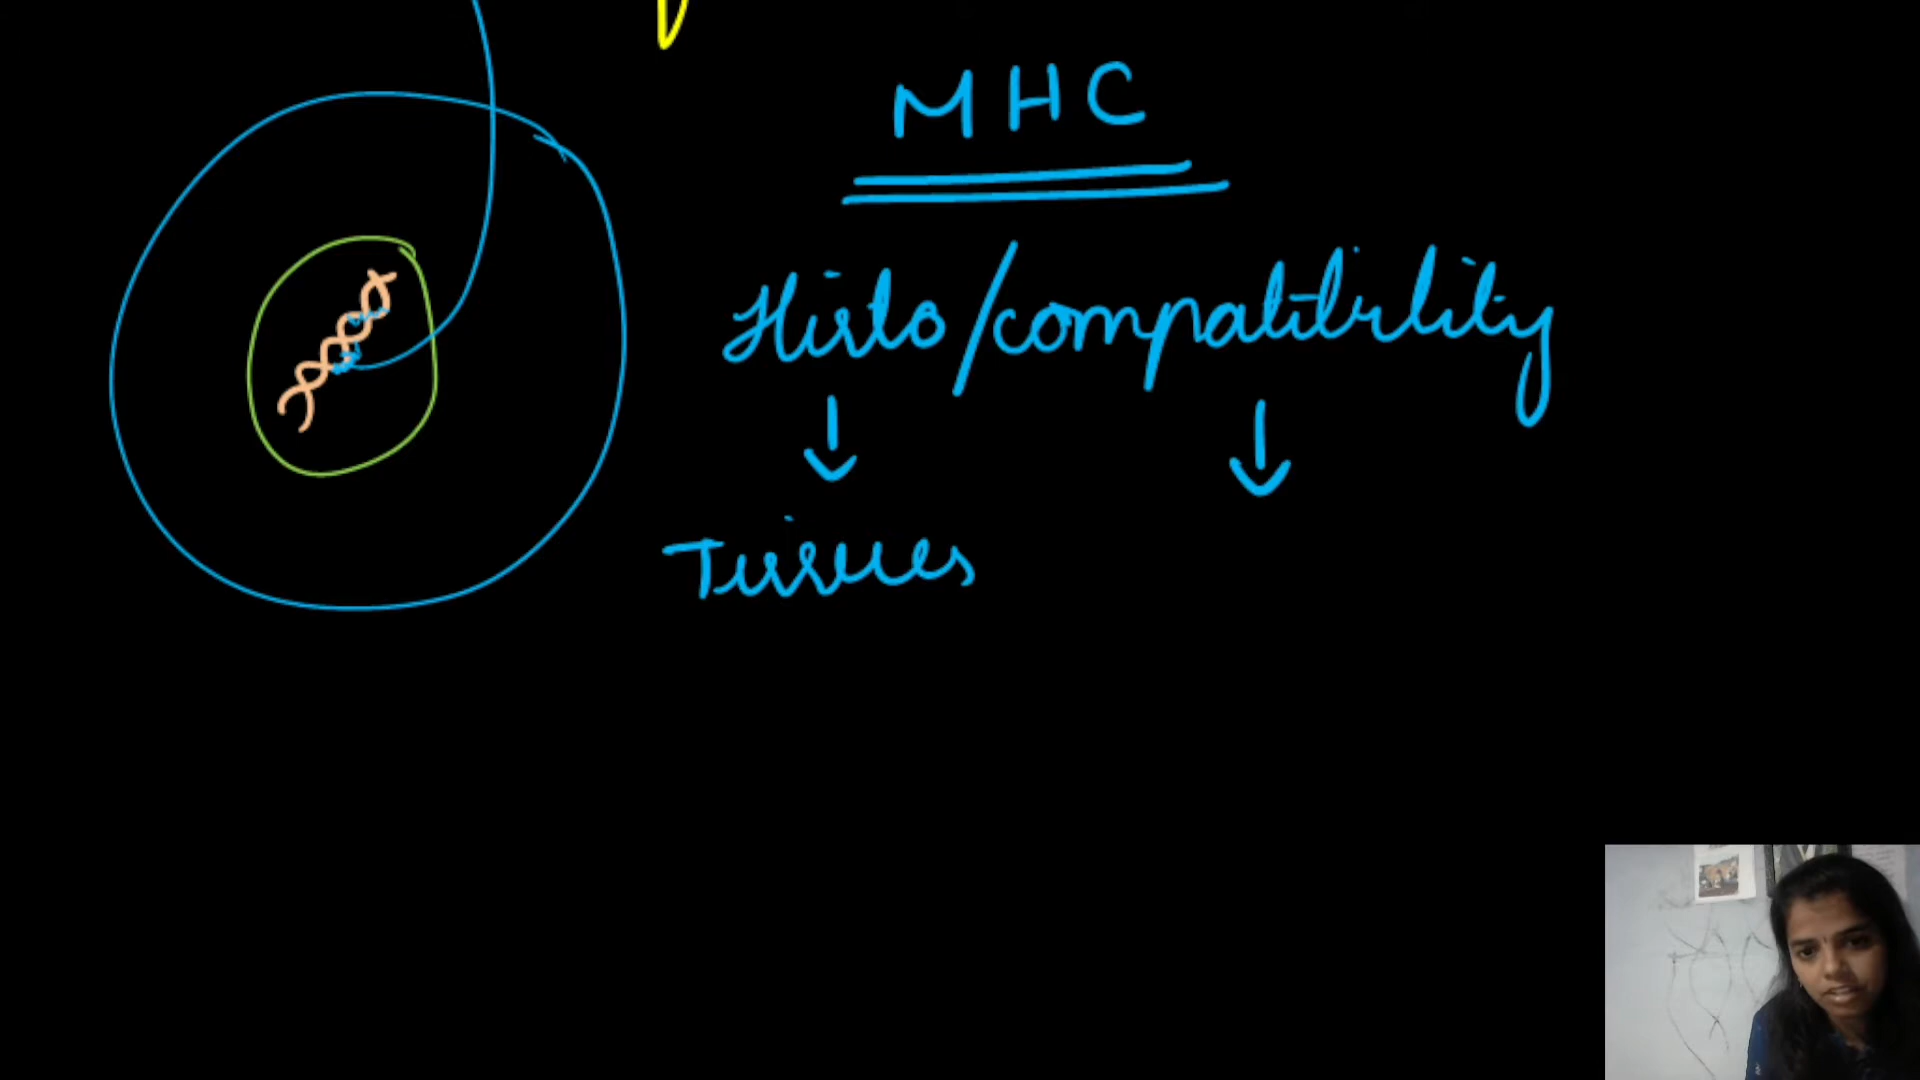 MHC
Histo/compatibility
↓ ↓
Tissues